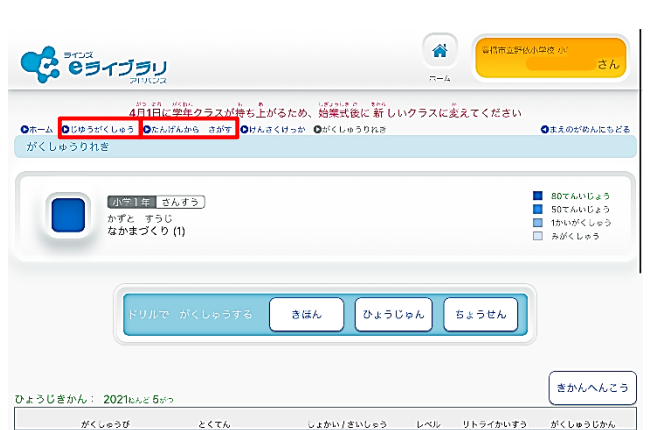 ラインズ
eライブラリ
アドバンス
ホーム
豊橋市立野依小学校 小
さん
4月1日に学年クラスが持ち上がるため、始業式後に新しいクラスに変えてください
ホーム じゆうがくしゅう たんげんから さがす けんさくけっか がくしゅうりれき まえのがめんにもどる
がくしゅうりれき
小学1年 さんすう
かずと すうじ
なかまづくり (1)
80てんいじょう
50てんいじょう
1かいがくしゅう
みがくしゅう
ドリルで がくしゅうする きほん ひょうじゅん ちょうせん
きかんへんこう
ひょうじきかん： 2021ねんど 5がつ
がくしゅうび とくてん しょかい/さいしゅう レベル リトライかいすう がくしゅうじかん